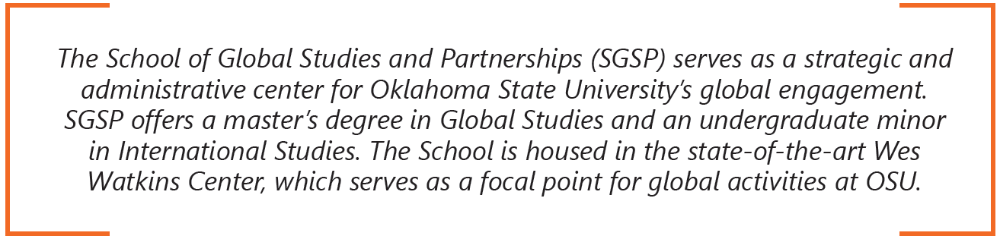 The School of Global Studies and Partnerships (SGSP) serves as a strategic and
administrative center for Oklahoma State University’s global engagement.
SGSP offers a master’s degree in Global Studies and an undergraduate minor
in International Studies. The School is housed in the state-of-the-art Wes
Watkins Center, which serves as a focal point for global activities at OSU.